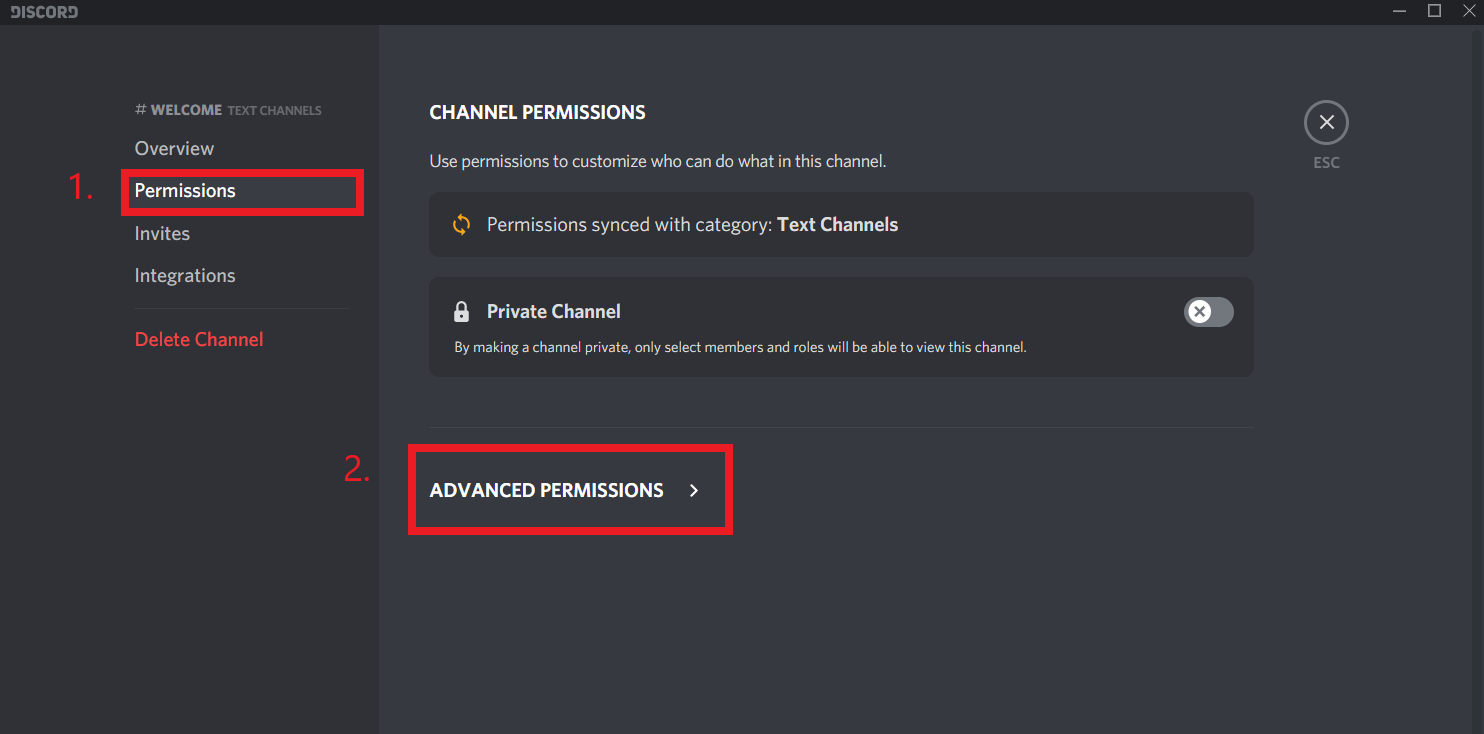 DISCORD
# WELCOME TEXT CHANNELS
Overview
1.
Permissions
Invites
Integrations
Delete Channel
CHANNEL PERMISSIONS
Use permissions to customize who can do what in this channel.
Permissions synced with category: Text Channels
Private Channel
By making a channel private, only select members and roles will be able to view this channel.
2.
ADVANCED PERMISSIONS
ESC